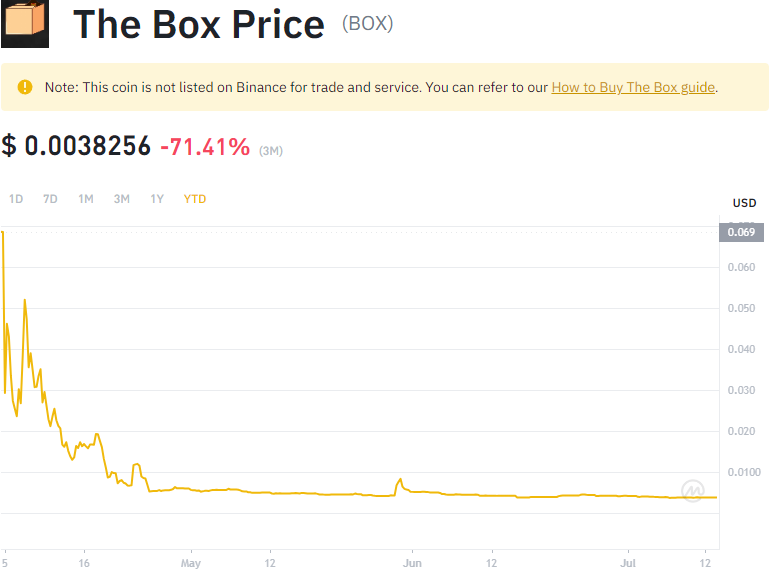 The Box Price (BOX)
Note: This coin is not listed on Binance for trade and service. You can refer to our How to Buy The Box guide.
$ 0.0038256 -71.41% (3M)
1D 7D 1M 3M 1Y YTD
USD
0.069
0.060
0.050
0.040
0.030
0.020
0.0100
5 16 May 12 Jun 12 Jul 12